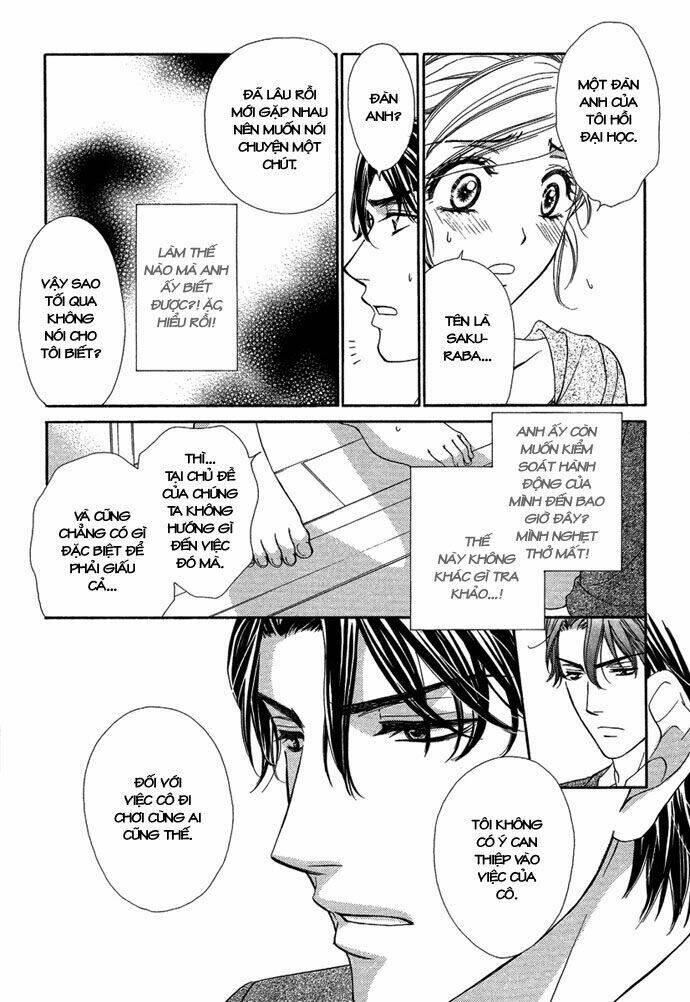 MỘT ĐÀN
ANH CỦA
TÔI HỒI
ĐẠI HỌC.
TÊN LÀ
SAKU-
RABA...
ĐÀN
ANH?
ĐÃ LÂU RỒI
MỚI GẶP NHAU
NÊN MUỐN NÓI
CHUYỆN MỘT
CHÚT.
LÀM THẾ
NÀO MÀ ANH
ẤY BIẾT
ĐƯỢC?! ẶC,
HIỂU RỒI!
VẬY SAO
TỐI QUA
KHÔNG
NÓI CHO
TÔI BIẾT?
ANH ẤY CÒN
MUỐN KIỂM
SOÁT HÀNH
ĐỘNG CỦA
MÌNH ĐẾN BAO
GIỜ ĐÂY?
MÌNH NGHẸT
THỞ MẤT!
THẾ
NÀY KHÔNG
KHÁC GÌ TRA
KHẢO...!
THÌ...
TẠI CHỦ ĐỀ
CỦA CHÚNG
TA KHÔNG
HƯỚNG GÌ
ĐẾN VIỆC
ĐÓ MÀ.
VÀ CŨNG
CHẲNG CÓ GÌ
ĐẶC BIỆT ĐỂ
PHẢI GIẤU
CẢ...
TÔI KHÔNG
CÓ Ý CAN
THIỆP VÀO
VIỆC CỦA
CÔ.
ĐỐI VỚI
VIỆC CÔ ĐI
CHƠI CÙNG AI
CŨNG THẾ.